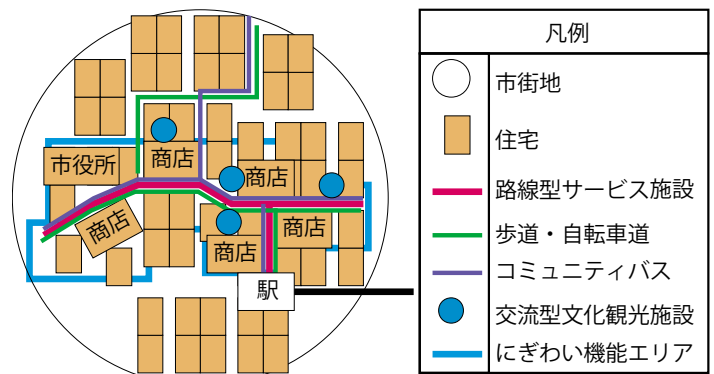 市役所
商店
商店
商店
商店
商店
駅
凡例
市街地
住宅
路線型サービス施設
歩道・自転車道
コミュニティバス
交流型文化観光施設
にぎわい機能エリア